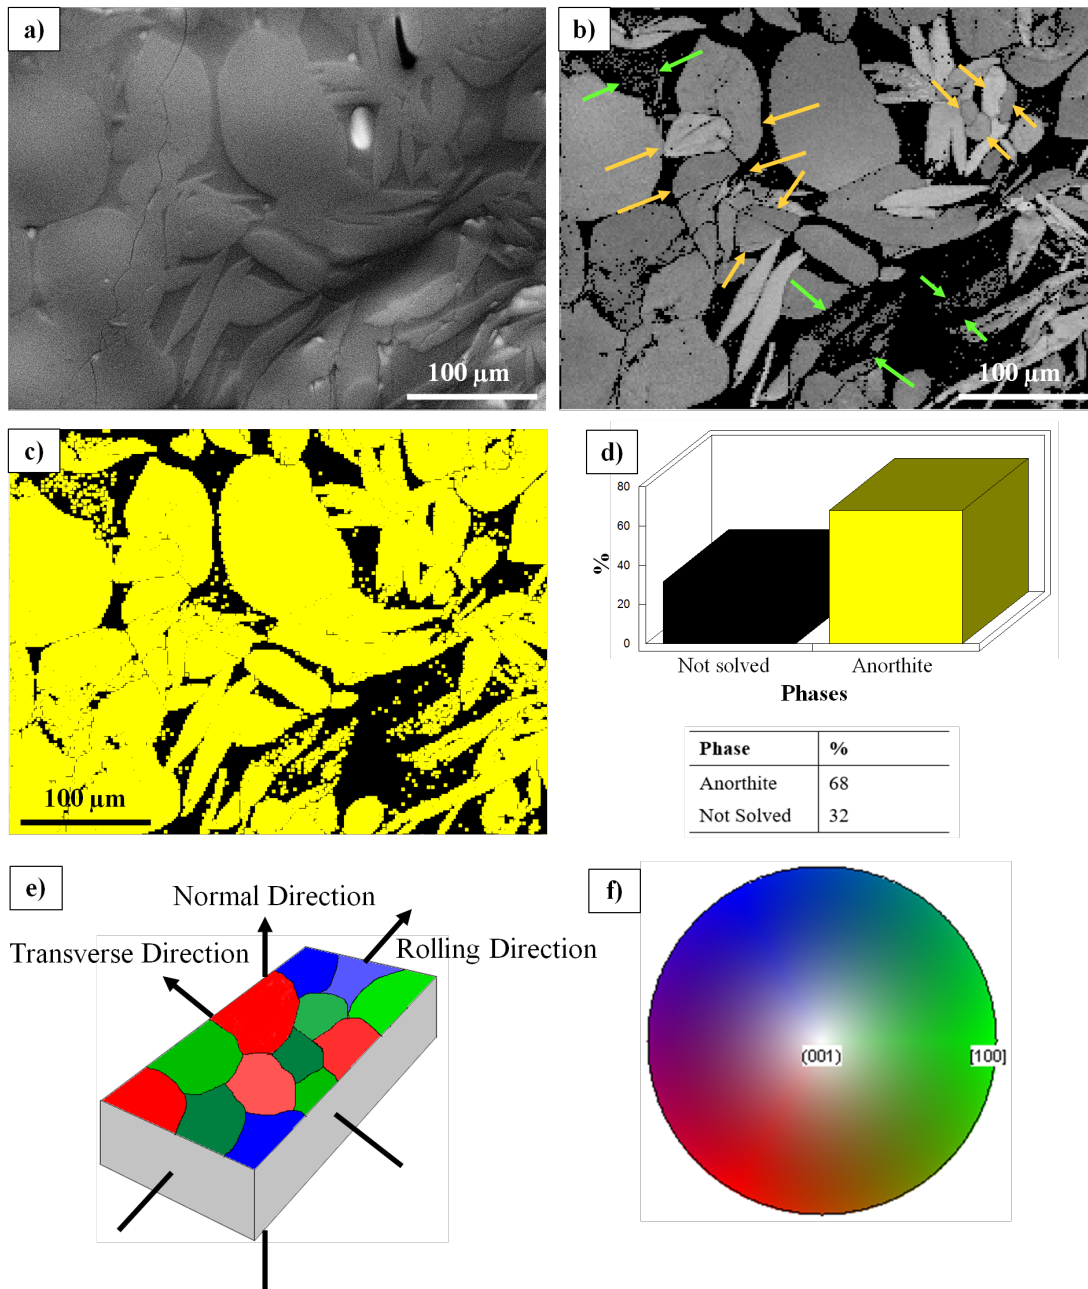 a)
100 µm
b)
100 µm
c)
100 µm
d)
80
60
40
20
0
%
Not solved
Anorthite
Phases
Phase %
Anorthite 68
Not Solved 32
e)
Normal Direction
Transverse Direction
Rolling Direction
f)
(001)
[100]